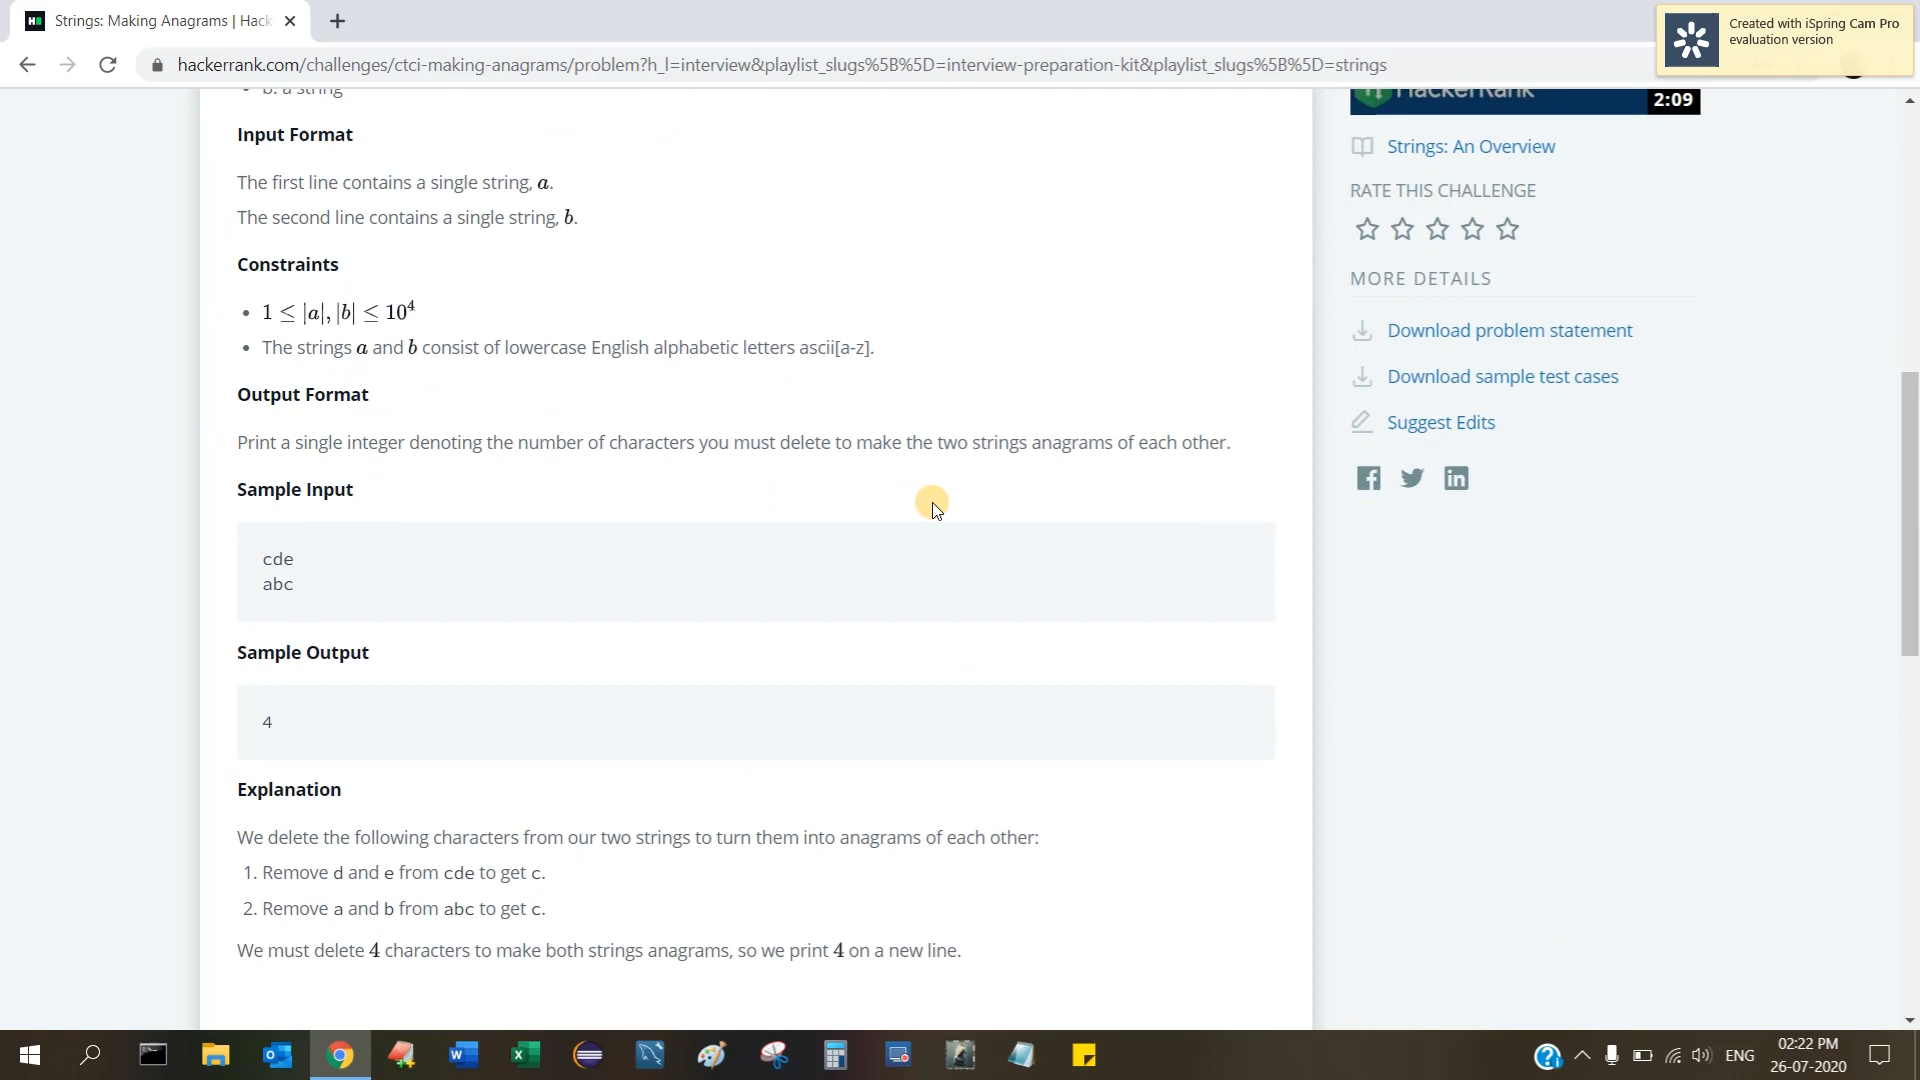 Strings: Making Anagrams | Hack
Created with iSpring Cam Pro
evaluation version
hackerrank.com/challenges/ctci-making-anagrams/problem?h_l=interview&playlist_slugs%5B%5D=interview-preparation-kit&playlist_slugs%5B%5D=strings
b: a string
HackerRank
2:09
Input Format
The first line contains a single string, a.
The second line contains a single string, b.
Constraints
• 1 ≤ |a|, |b| ≤ 10⁴
• The strings a and b consist of lowercase English alphabetic letters ascii[a-z].
Output Format
Print a single integer denoting the number of characters you must delete to make the two strings anagrams of each other.
Sample Input
cde
abc
Sample Output
4
Explanation
We delete the following characters from our two strings to turn them into anagrams of each other:
1. Remove d and e from cde to get c.
2. Remove a and b from abc to get c.
We must delete 4 characters to make both strings anagrams, so we print 4 on a new line.
Strings: An Overview
RATE THIS CHALLENGE
MORE DETAILS
Download problem statement
Download sample test cases
Suggest Edits
ENG
02:22 PM
26-07-2020